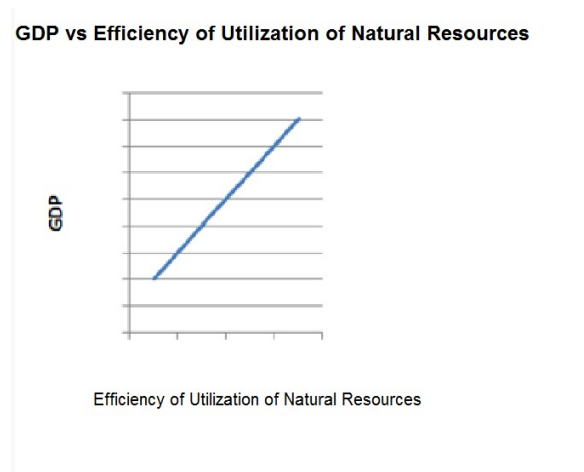 GDP vs Efficiency of Utilization of Natural Resources
GDP
Efficiency of Utilization of Natural Resources